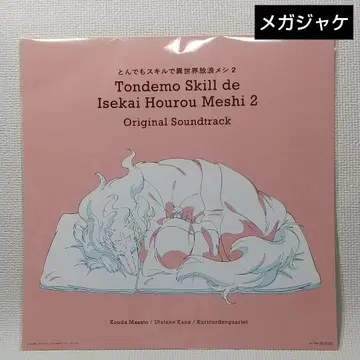 メガジャケ
とんでもスキルで異世界放浪メシ 2
Tondemo Skill de
Isekai Hourou Meshi 2
Original Soundtrack
Kouda Masato / Utatane Kana / Kuricorderquartet